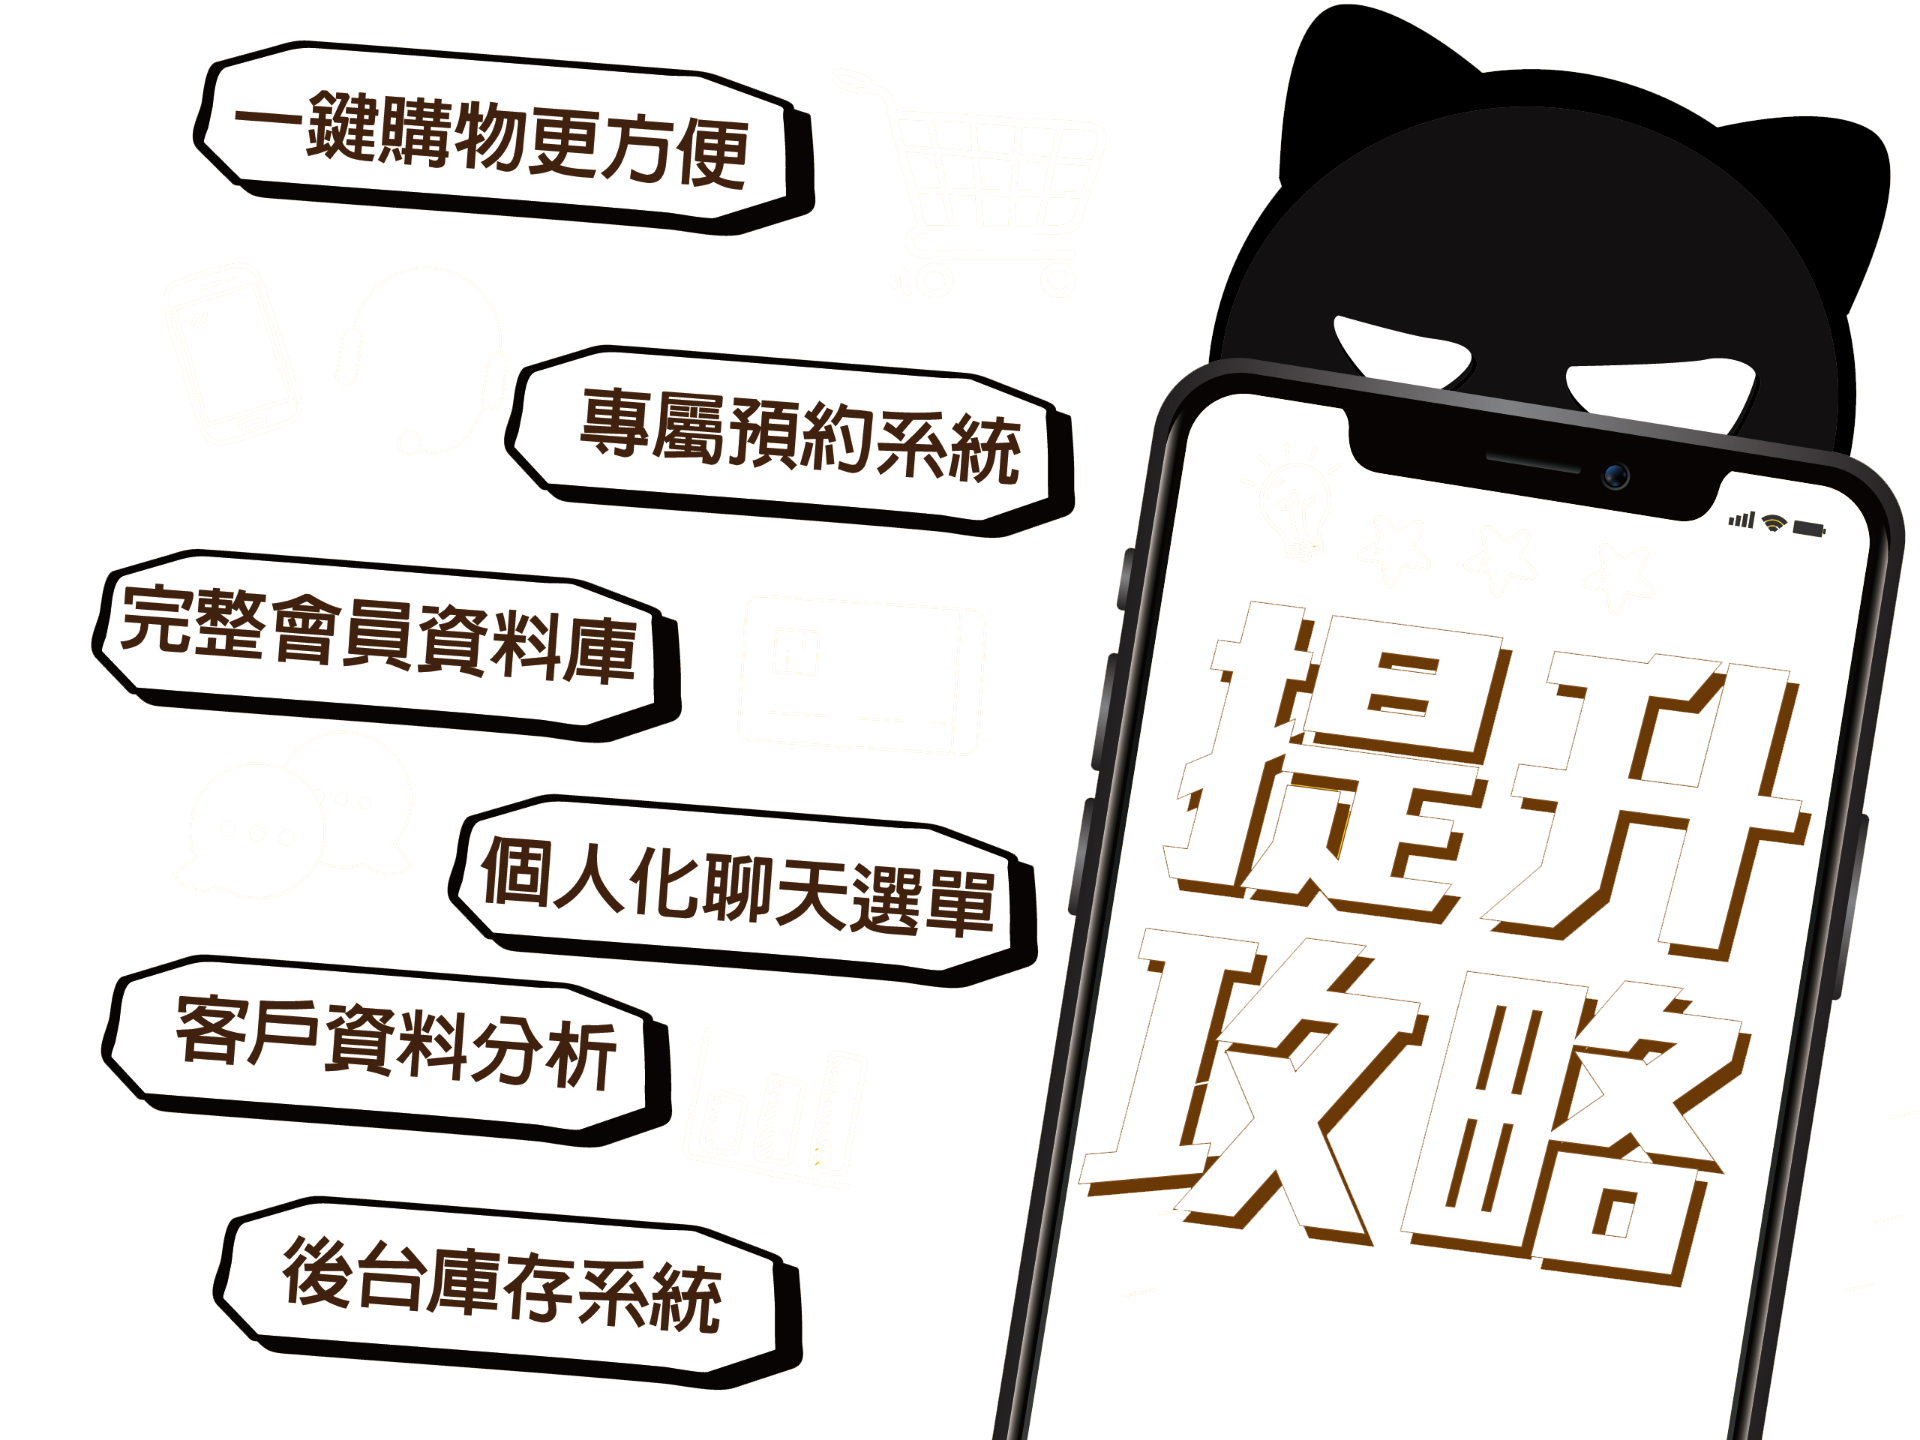 一鍵購物更方便
專屬預約系統
完整會員資料庫
個人化聊天選單
客戶資料分析
後台庫存系統
提升
攻略